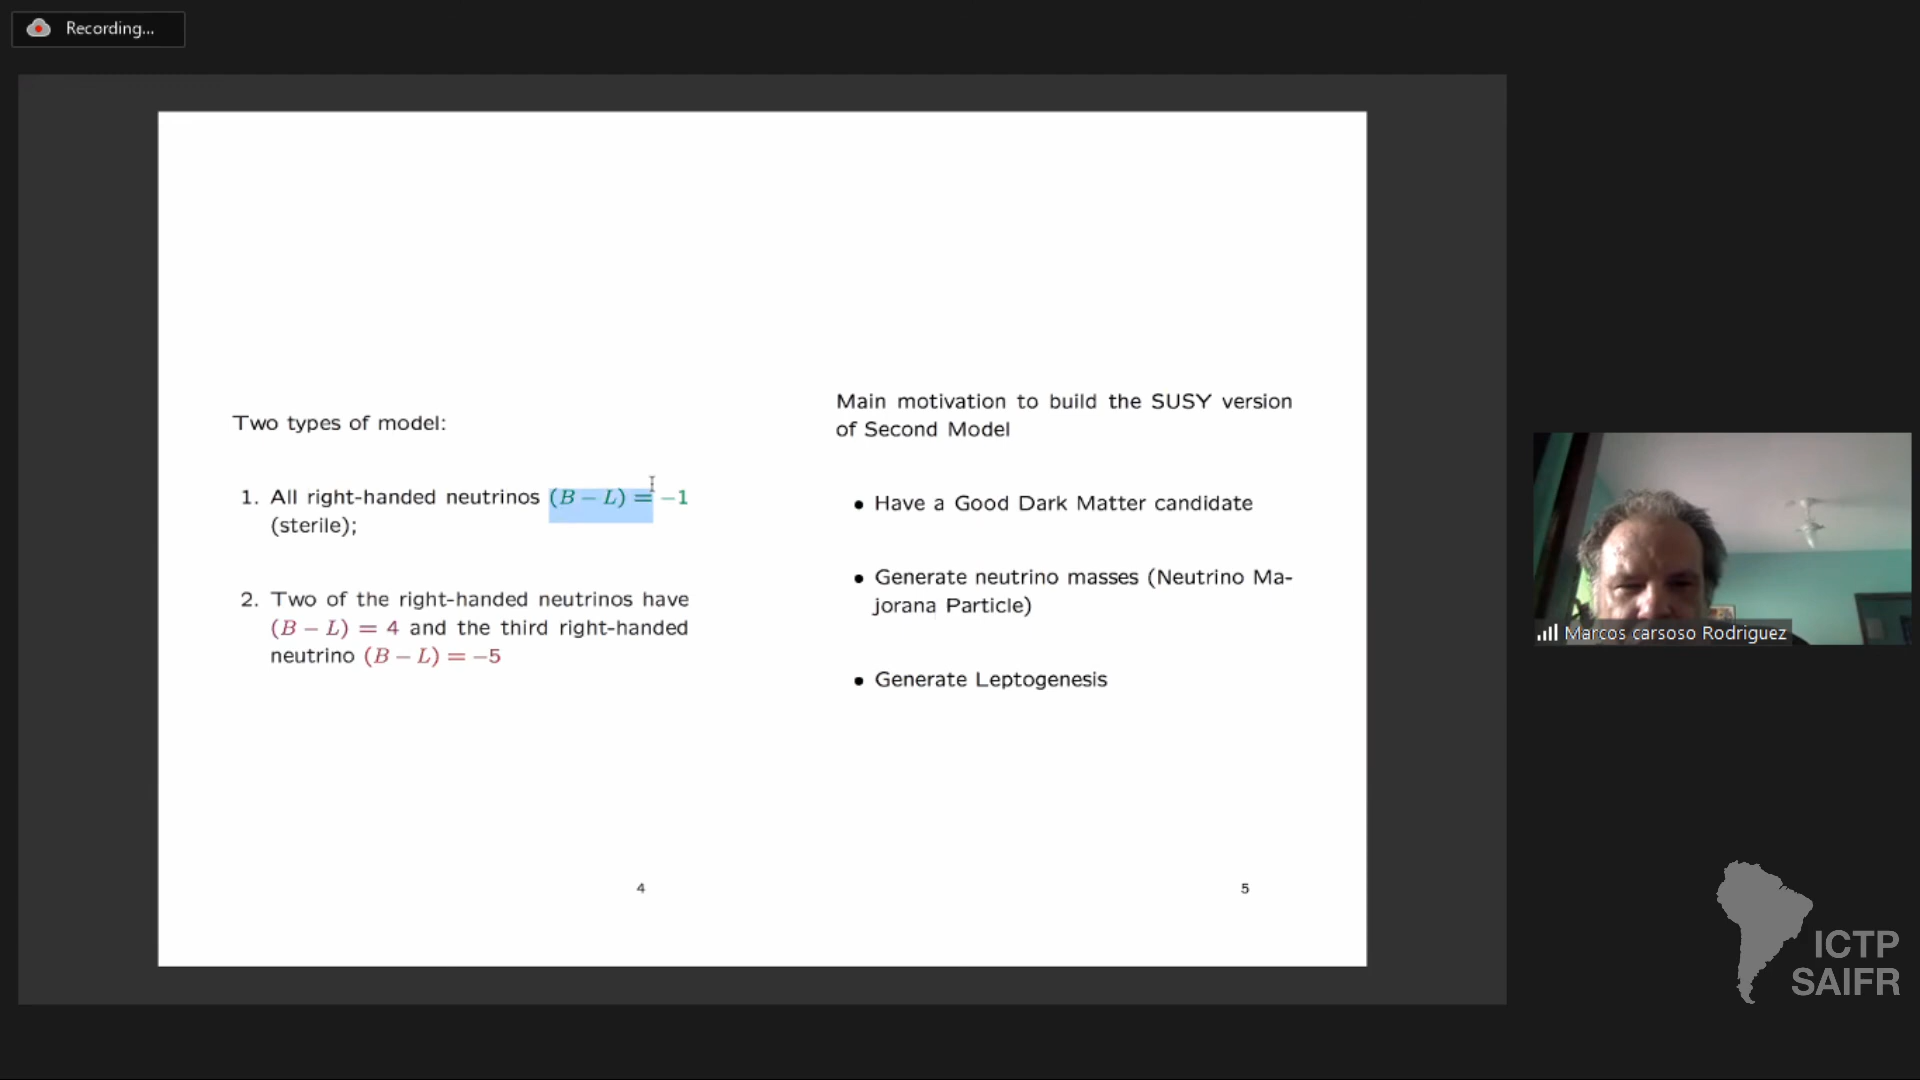 Recording...
Two types of model:
1. All right-handed neutrinos (B − L) = −1
(sterile);
2. Two of the right-handed neutrinos have
(B − L) = 4 and the third right-handed
neutrino (B − L) = −5
4
Main motivation to build the SUSY version
of Second Model
• Have a Good Dark Matter candidate
• Generate neutrino masses (Neutrino Ma-
jorana Particle)
• Generate Leptogenesis
5
Marcos carsoso Rodriguez
ICTP
SAIFR